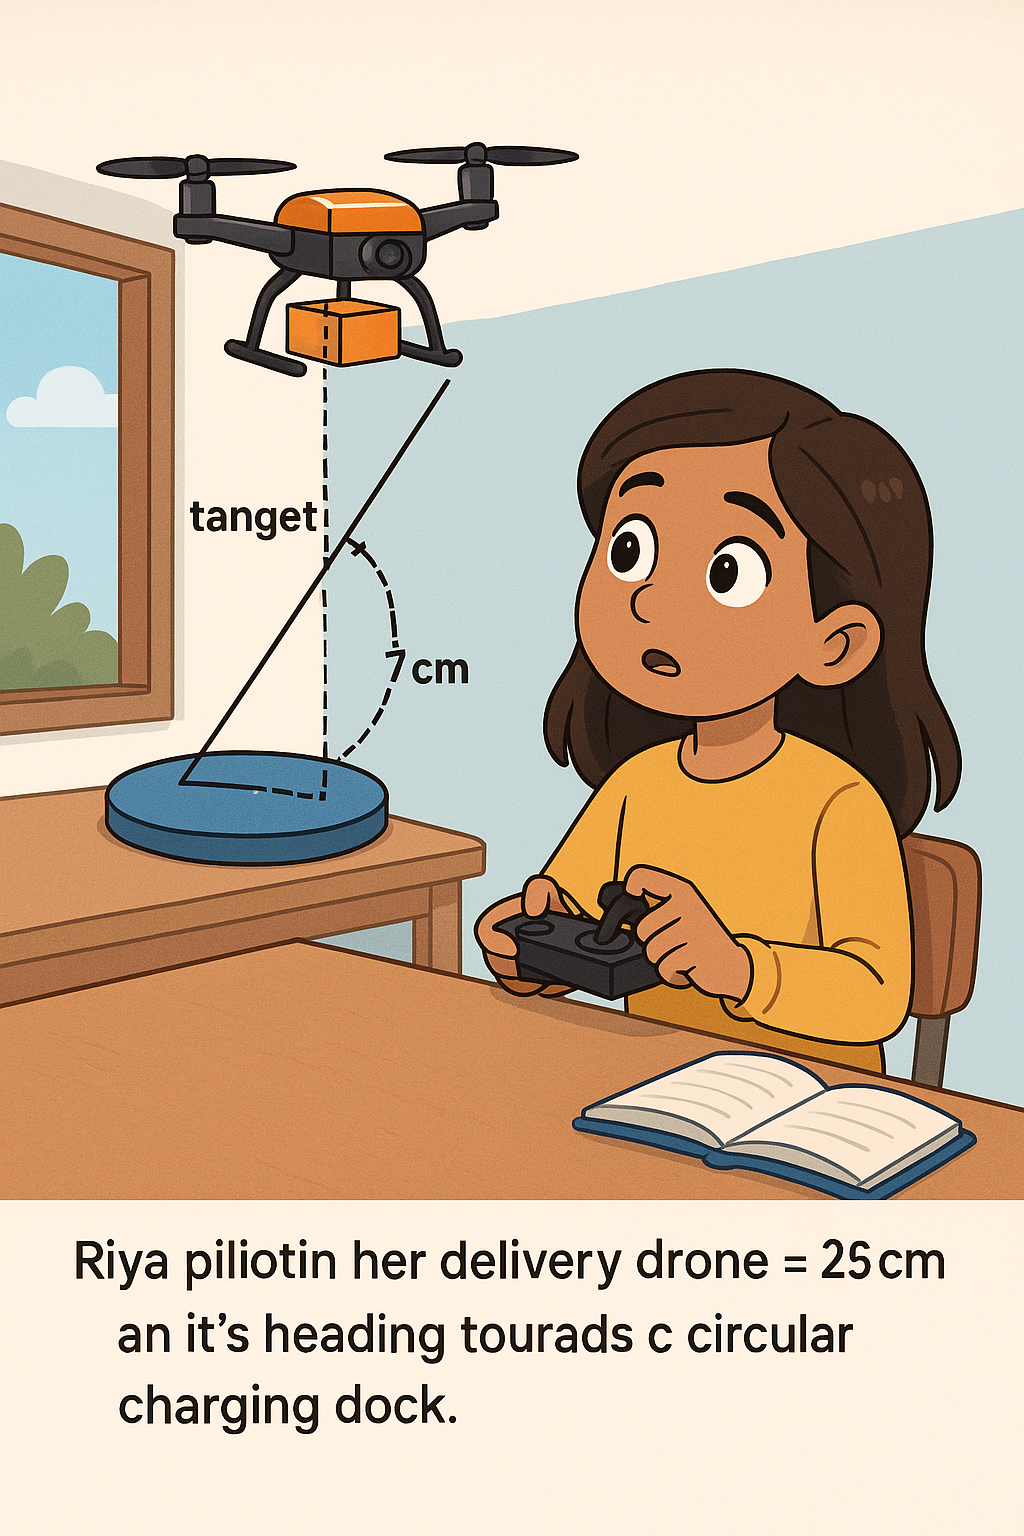 tanget
7 cm
Riya piliotin her delivery drone = 25 cm
an it's heading tourads c circular
charging dock.